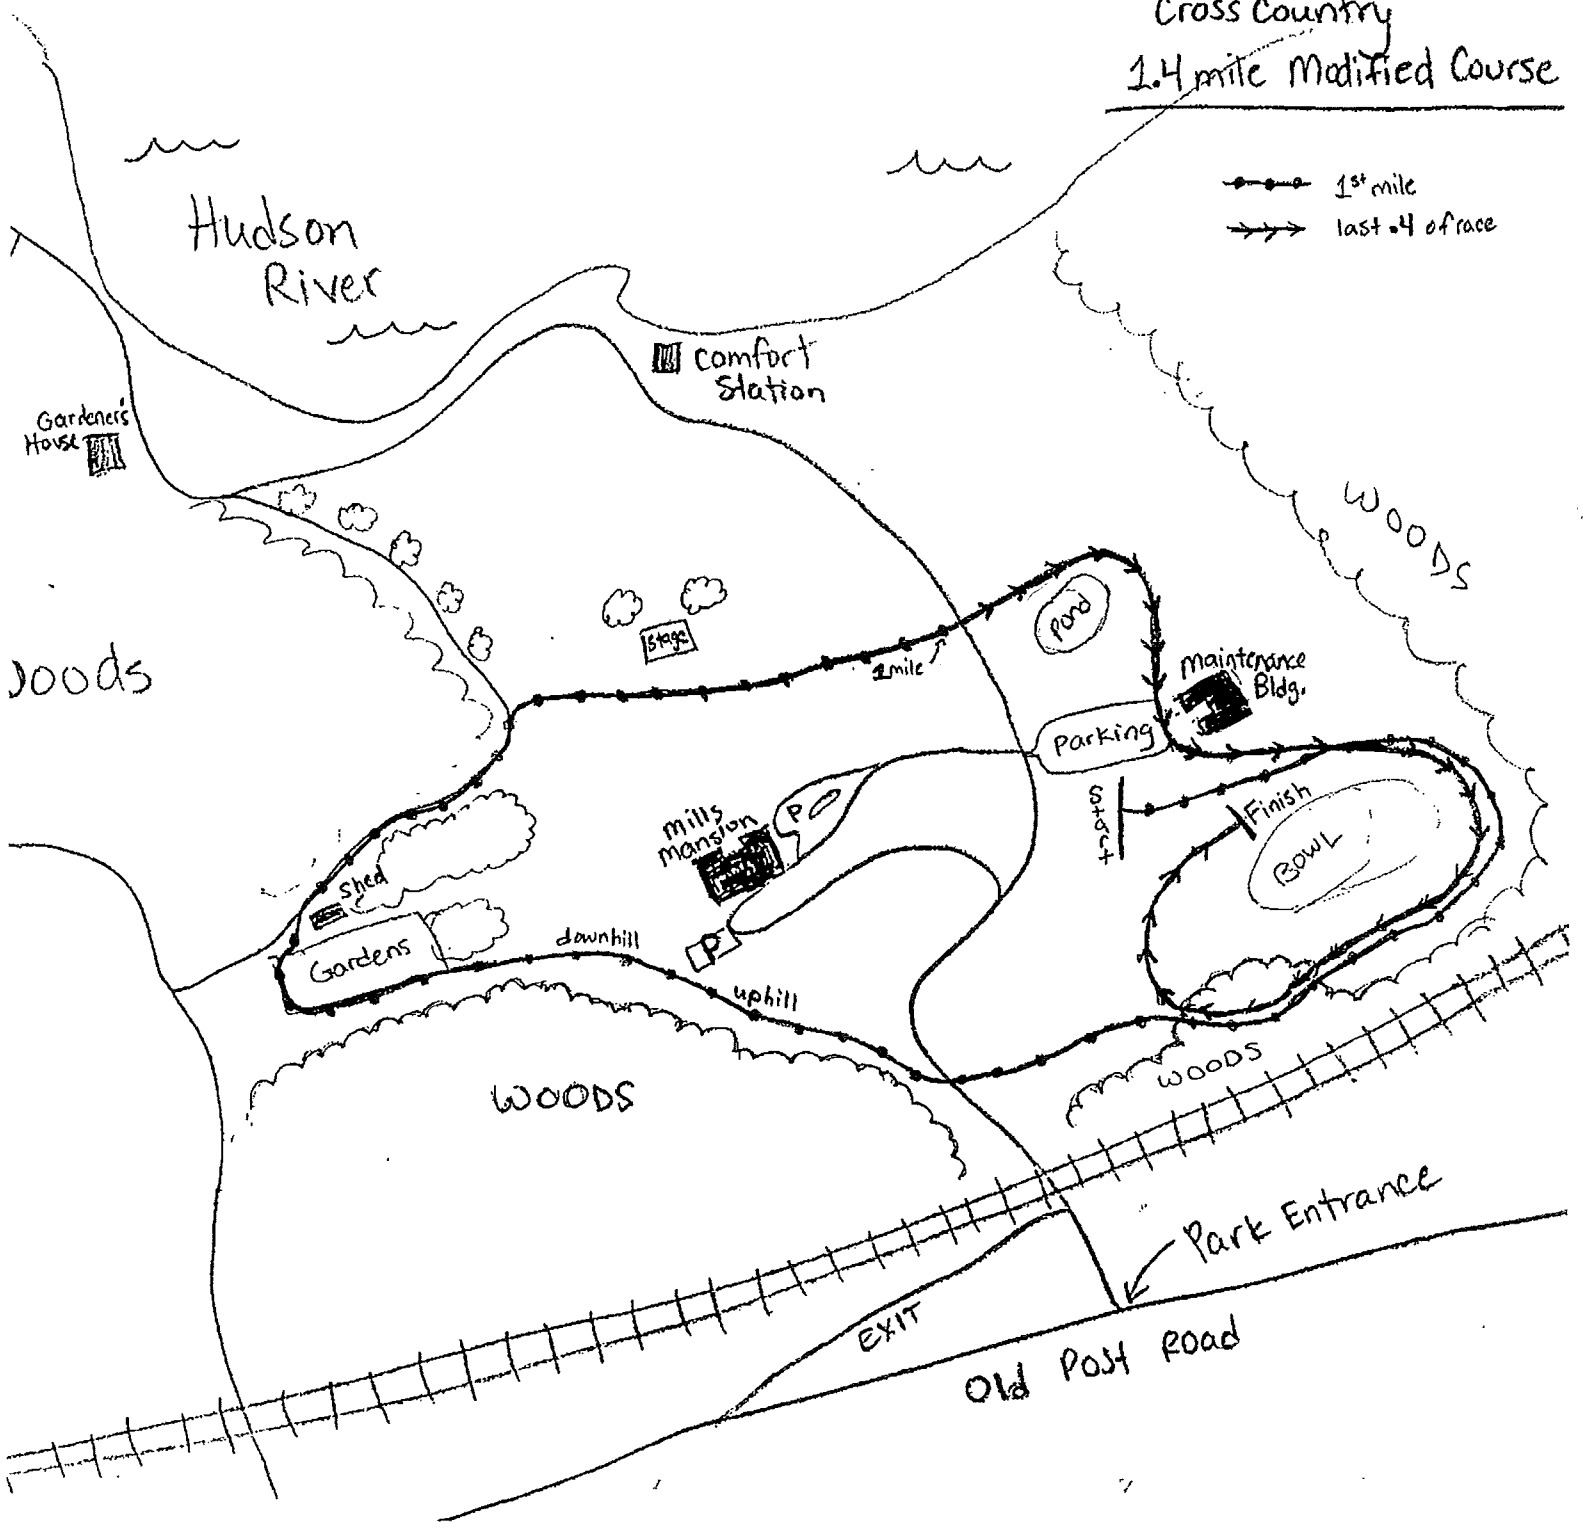 Cross Country
1.4 mile Modified Course
1st mile
last .4 of race
Hudson
River
Comfort
Station
Gardener's
House
WOODS
stage
Pond
1 mile
Maintenance
Bldg.
Parking
Start
Finish
BOWL
mills
mansion
P
P
shed
Gardens
downhill
uphill
WOODS
WOODS
Park Entrance
EXIT
Old Post Road